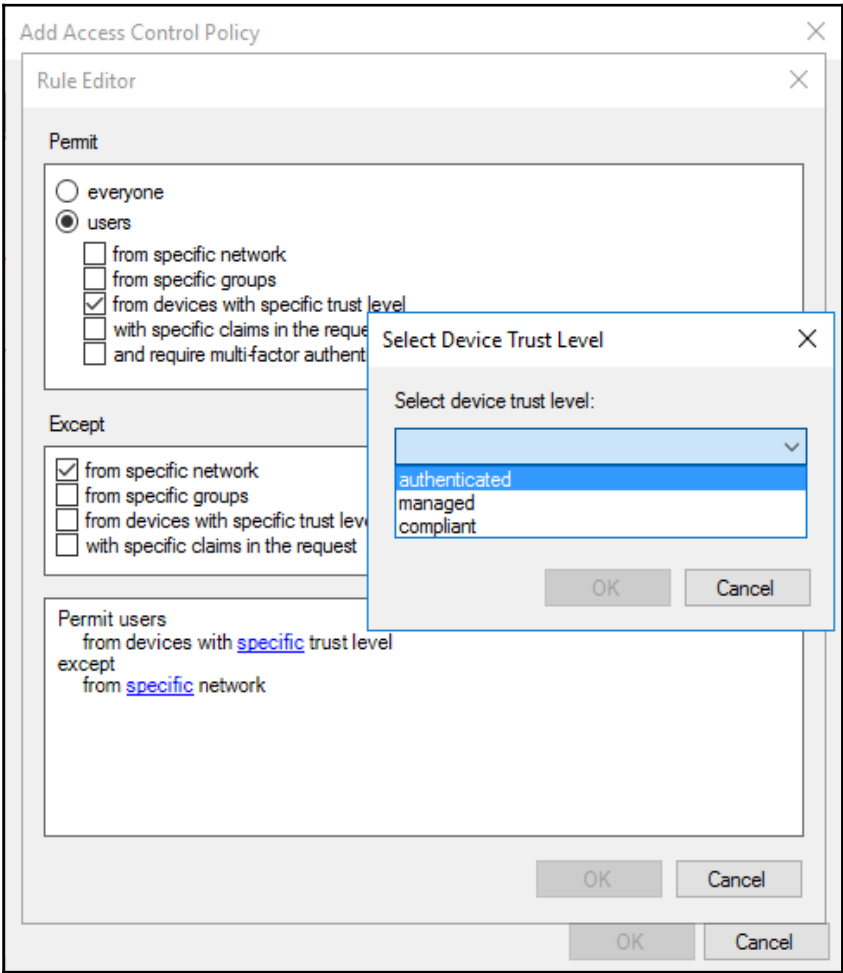 Add Access Control Policy
Rule Editor
Permit
everyone
users
from specific network
from specific groups
from devices with specific trust level
with specific claims in the reque
and require multi-factor authent
Select Device Trust Level
Select device trust level:
authenticated
managed
compliant
OK Cancel
Except
from specific network
from specific groups
from devices with specific trust leve
with specific claims in the request
Permit users
from devices with specific trust level
except
from specific network
OK Cancel
OK Cancel